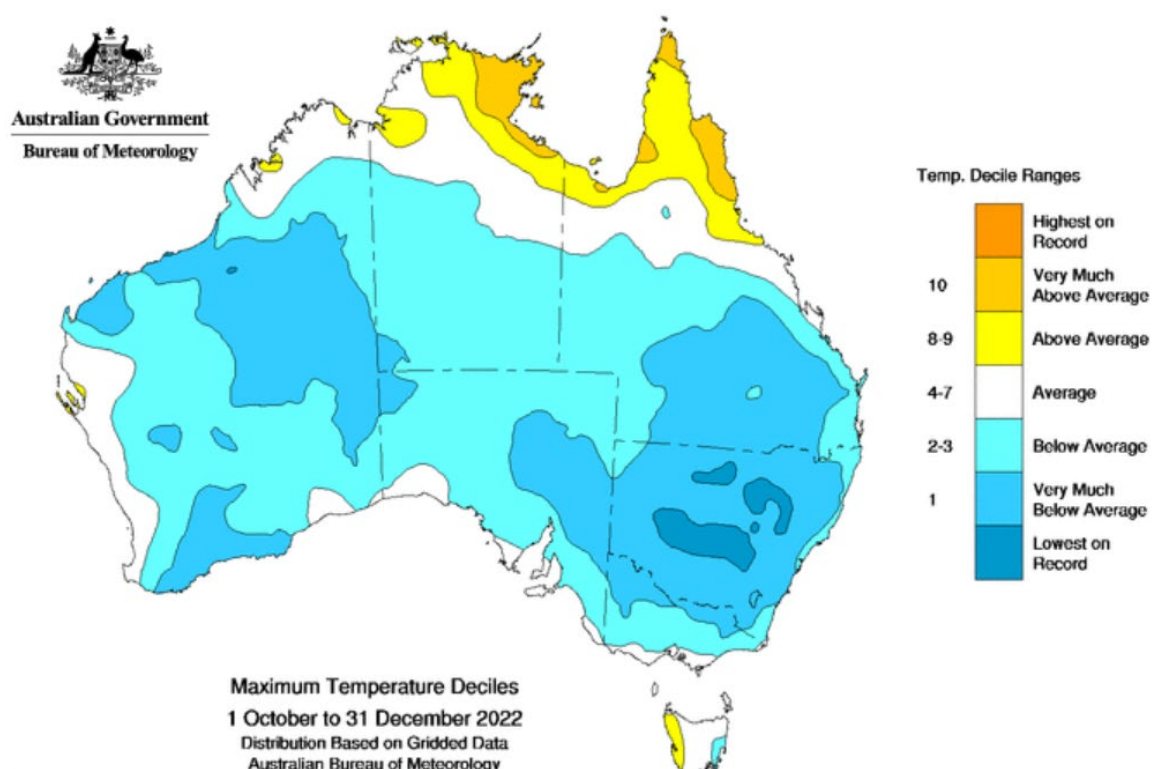 Australian Government
Bureau of Meteorology
Temp. Decile Ranges
Highest on
Record
10
Very Much
Above Average
8-9
Above Average
4-7
Average
2-3
Below Average
1
Very Much
Below Average
Lowest on
Record
Maximum Temperature Deciles
1 October to 31 December 2022
Distribution Based on Gridded Data
Australian Bureau of Meteorology